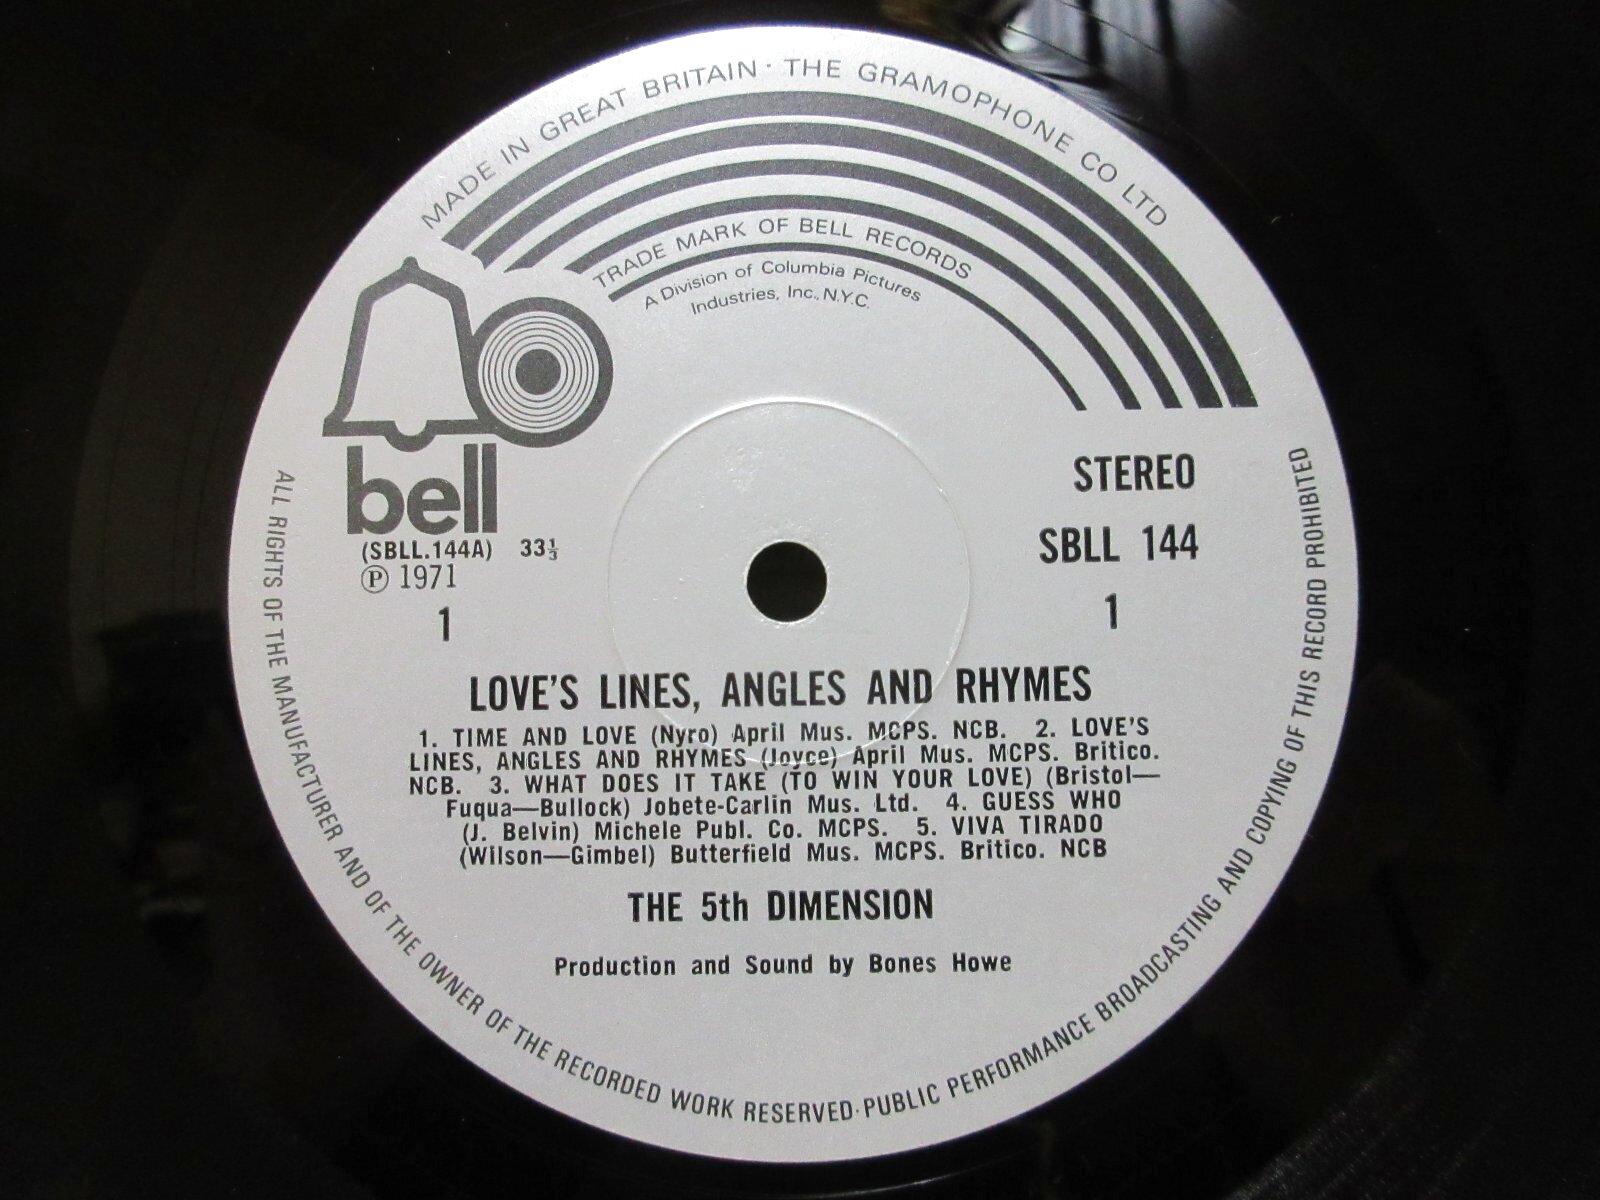 MADE IN GREAT BRITAIN · THE GRAMOPHONE CO LTD
TRADE MARK OF BELL RECORDS
A Division of Columbia Pictures
Industries, Inc., N.Y.C.
bell
(SBLL.144A) 33⅓
Ⓟ 1971
1
STEREO
SBLL 144
1
LOVE'S LINES, ANGLES AND RHYMES
1. TIME AND LOVE (Nyro) April Mus. MCPS. NCB. 2. LOVE'S
LINES, ANGLES AND RHYMES (Joyce) April Mus. MCPS. Britico.
NCB. 3. WHAT DOES IT TAKE (TO WIN YOUR LOVE) (Bristol—
Fuqua—Bullock) Jobete-Carlin Mus. Ltd. 4. GUESS WHO
(J. Belvin) Michele Publ. Co. MCPS. 5. VIVA TIRADO
(Wilson—Gimbel) Butterfield Mus. MCPS. Britico. NCB
THE 5th DIMENSION
Production and Sound by Bones Howe
ALL RIGHTS OF THE MANUFACTURER AND OF THE OWNER OF THE RECORDED WORK RESERVED · PUBLIC PERFORMANCE BROADCASTING AND COPYING OF THIS RECORD PROHIBITED